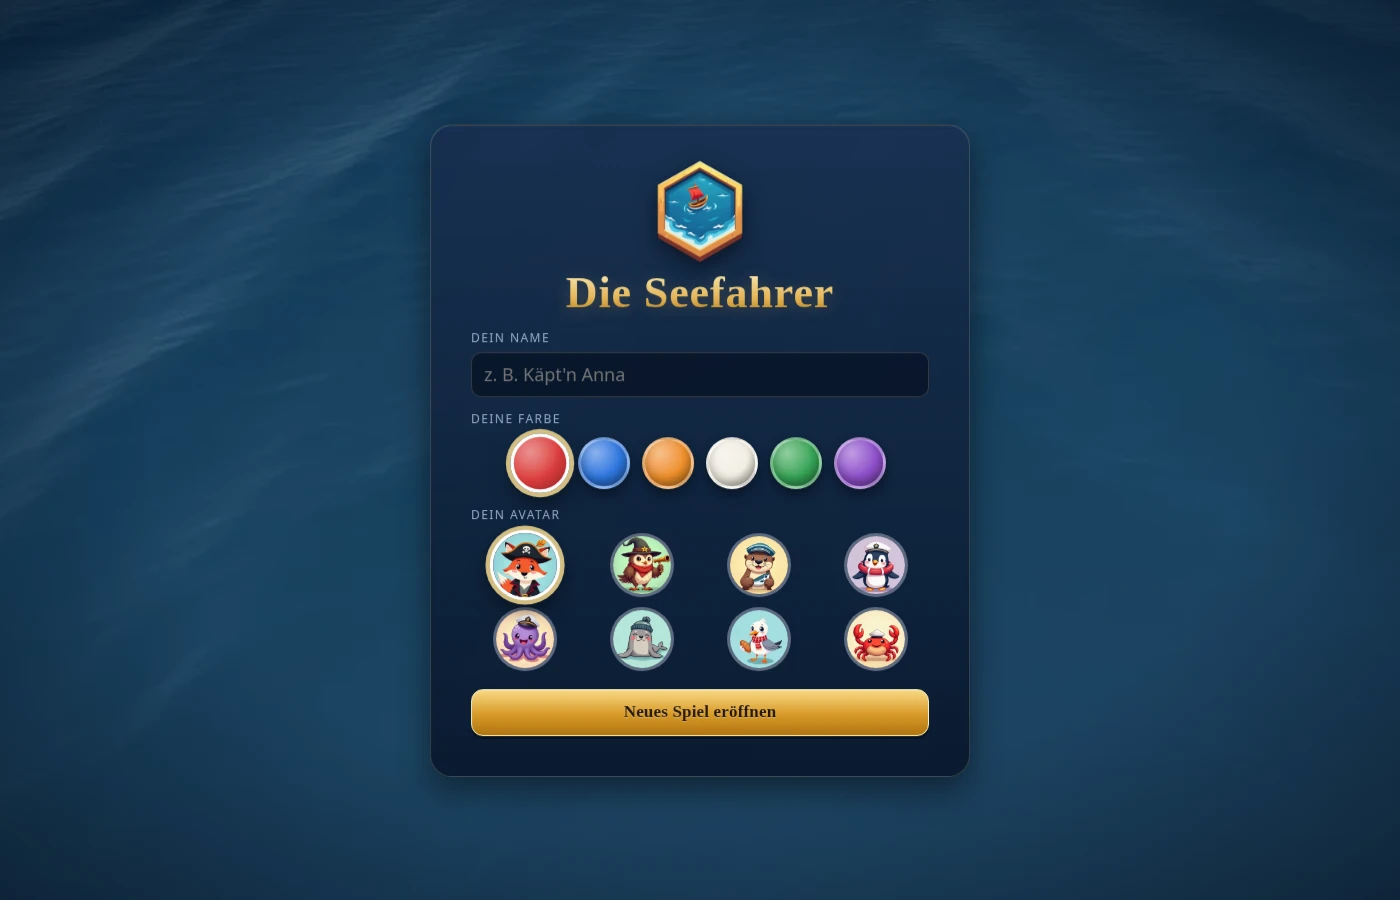 Die Seefahrer
DEIN NAME
z. B. Käpt'n Anna
DEINE FARBE
DEIN AVATAR
Neues Spiel eröffnen